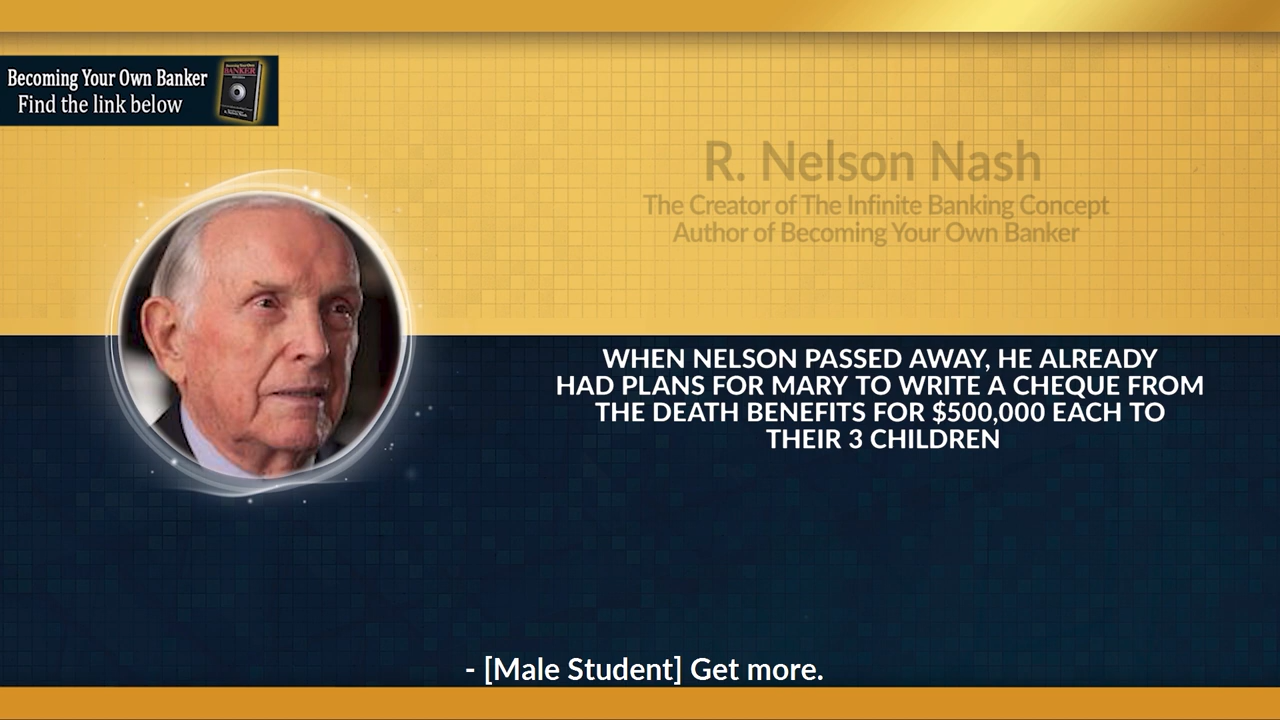 Becoming Your Own Banker
Find the link below
R. Nelson Nash
The Creator of The Infinite Banking Concept
Author of Becoming Your Own Banker
WHEN NELSON PASSED AWAY, HE ALREADY
HAD PLANS FOR MARY TO WRITE A CHEQUE FROM
THE DEATH BENEFITS FOR $500,000 EACH TO
THEIR 3 CHILDREN
- [Male Student] Get more.